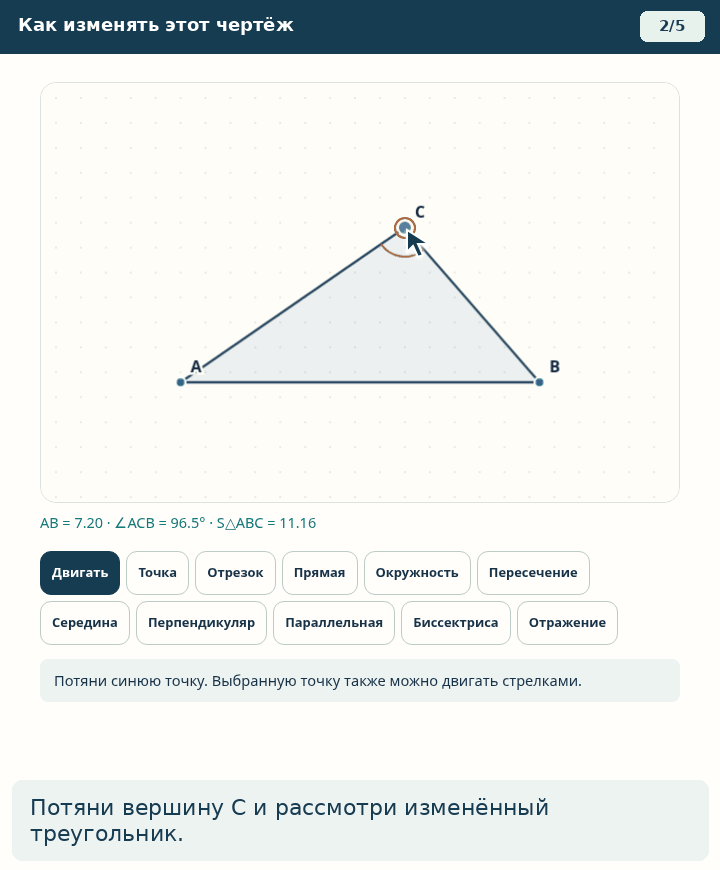 Как изменять этот чертёж
2/5
C
A
B
AB = 7.20 · ∠ACB = 96.5° · S△ABC = 11.16
Двигать Точка Отрезок Прямая Окружность Пересечение
Середина Перпендикуляр Параллельная Биссектриса Отражение
Потяни синюю точку. Выбранную точку также можно двигать стрелками.
Потяни вершину C и рассмотри изменённый
треугольник.